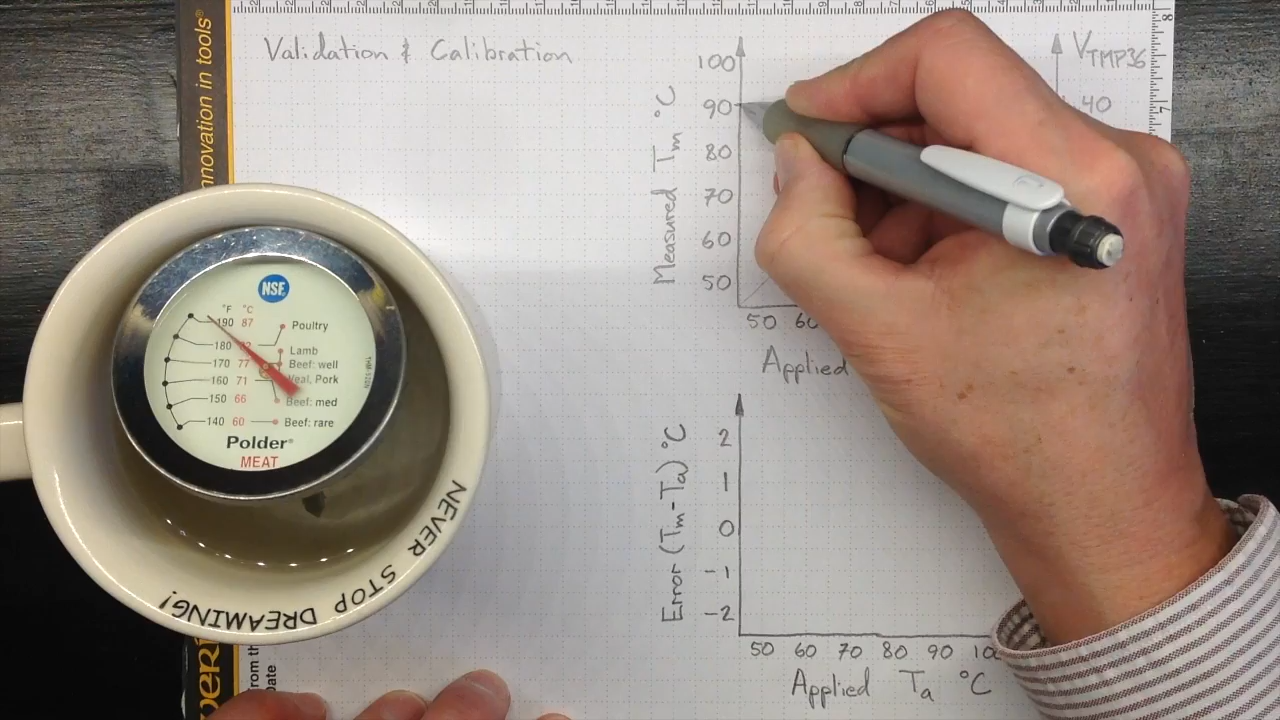 Validation & Calibration
Measured Tm °C
100
90
80
70
60
50
50 60
Applied
VTMP36
40
Error (Tm-Ta) °C
2
1
0
-1
-2
50 60 70 80 90
Applied Ta °C
nnovation in tools®
NSF
°F °C
190 87
180
170 77
160 71
150 66
140 60
Poultry
Lamb
Beef: well
Veal, Pork
Beef: med
Beef: rare
Polder®
MEAT
NEVER STOP DREAMING!